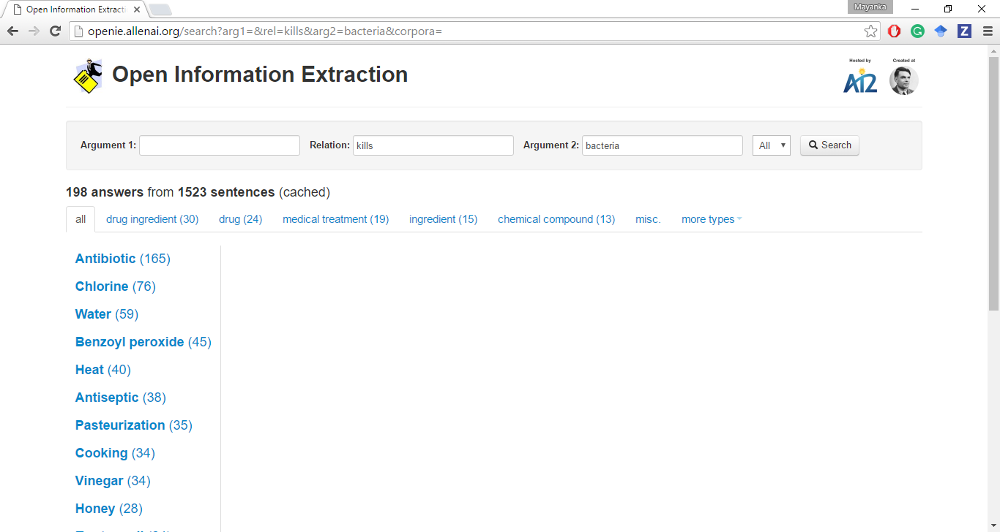 Open Information Extracti
Mayanka
openie.allenai.org/search?arg1=&rel=kills&arg2=bacteria&corpora=
Open Information Extraction
Hosted by
Created at
AI2
Argument 1:
Relation: kills
Argument 2: bacteria
All
Search
198 answers from 1523 sentences (cached)
all drug ingredient (30) drug (24) medical treatment (19) ingredient (15) chemical compound (13) misc. more types
Antibiotic (165)
Chlorine (76)
Water (59)
Benzoyl peroxide (45)
Heat (40)
Antiseptic (38)
Pasteurization (35)
Cooking (34)
Vinegar (34)
Honey (28)